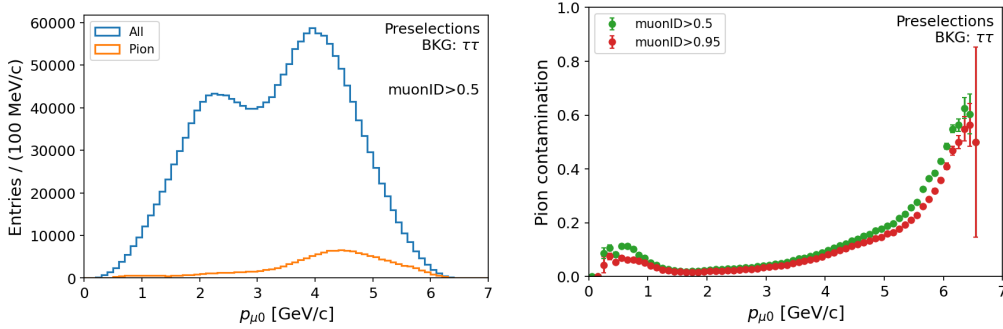 60000
50000
40000
30000
20000
10000
0
Entries / (100 MeV/c)
All
Pion
Preselections
BKG: ττ
muonID>0.5
0 1 2 3 4 5 6 7
pμ0 [GeV/c]
1.0
0.8
0.6
0.4
0.2
0.0
Pion contamination
muonID>0.5
muonID>0.95
Preselections
BKG: ττ
0 1 2 3 4 5 6 7
pμ0 [GeV/c]